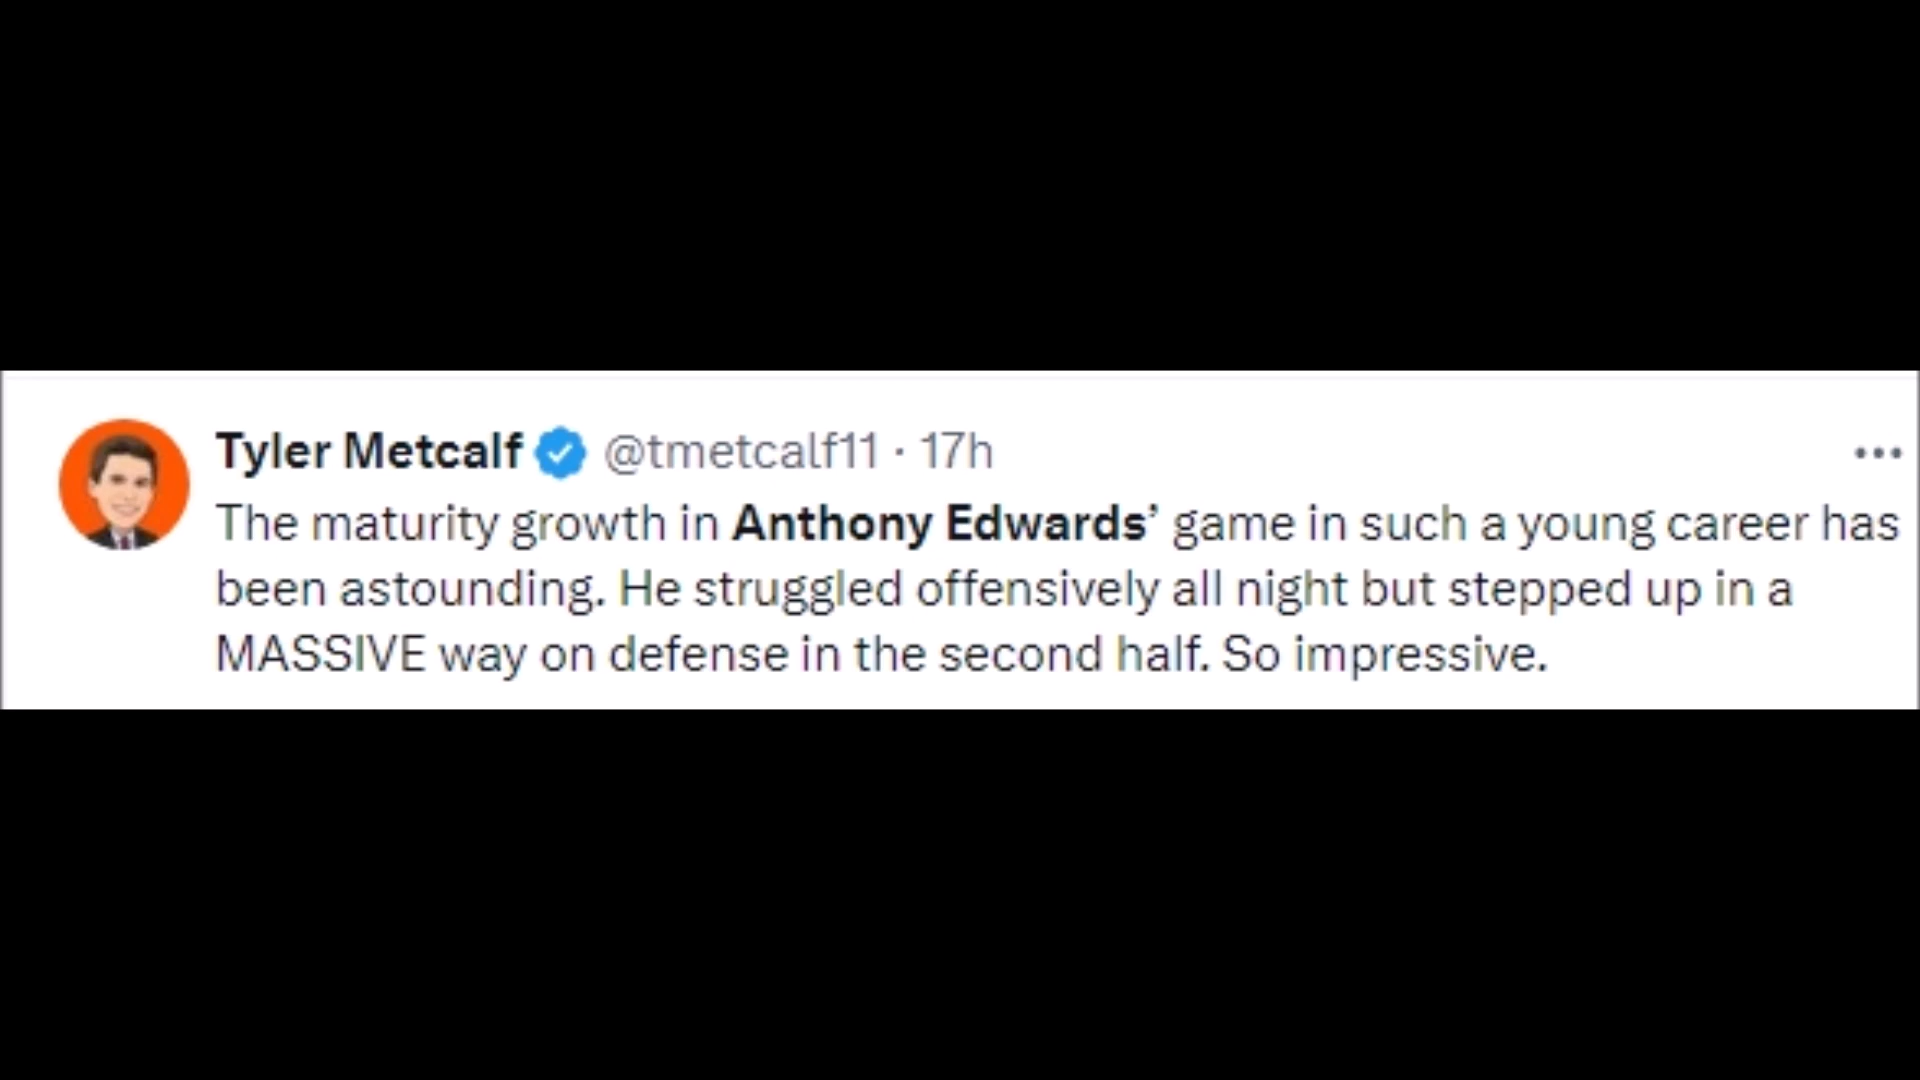 Tyler Metcalf @tmetcalf11 · 17h
The maturity growth in Anthony Edwards’ game in such a young career has
been astounding. He struggled offensively all night but stepped up in a
MASSIVE way on defense in the second half. So impressive.